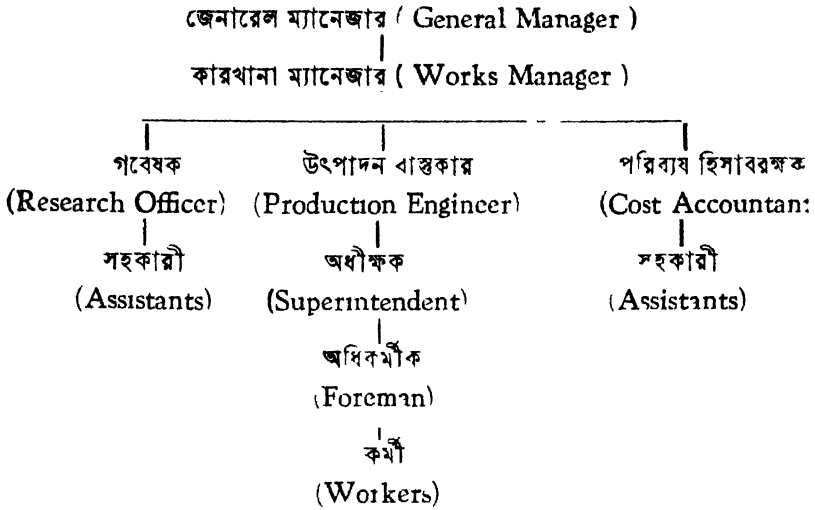 জেনারেল ম্যানেজার ( General Manager )
কারখানা ম্যানেজার ( Works Manager )
গবেষক উৎপাদন বাস্তুকার পরিব্যয হিসাবরক্ষক
(Research Officer) (Production Engineer) (Cost Accountant
সহকারী অধীক্ষক সহকারী
(Assistants) (Superintendent) (Assistants)
অধিকর্মীক
(Foreman)
কর্মী
(Workers)